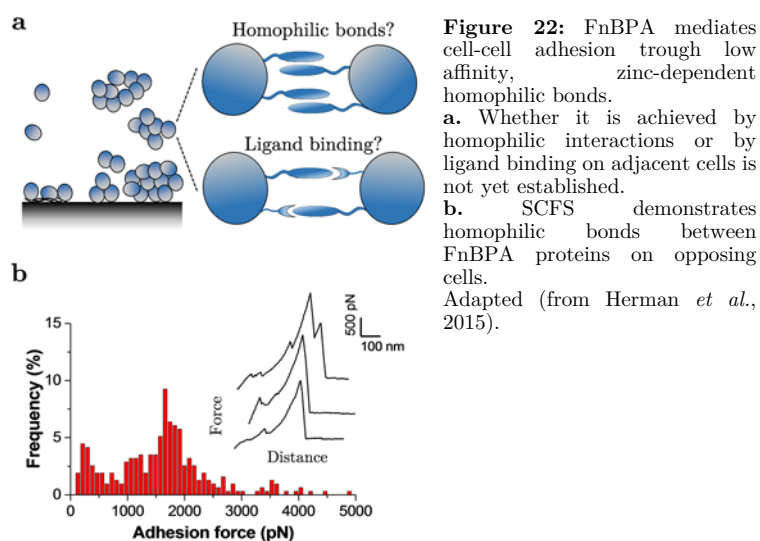 a
Homophilic bonds?
Ligand binding?
b
15
10
5
0
Frequency (%)
0
1000
2000
3000
4000
5000
Adhesion force (pN)
500 pN
100 nm
Force
Distance
Figure 22: FnBPA mediates
cell-cell adhesion trough low
affinity, zinc-dependent
homophilic bonds.
a. Whether it is achieved by
homophilic interactions or by
ligand binding on adjacent cells is
not yet established.
b. SCFS demonstrates
homophilic bonds between
FnBPA proteins on opposing
cells.
Adapted (from Herman et al.,
2015).